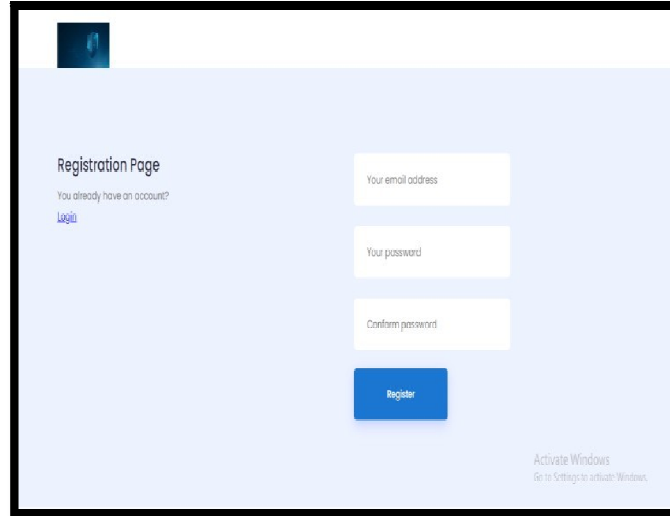 Registration Page
You already have an account?
Login
Your email address
Your password
Conform password
Register
Activate Windows
Go to Settings to activate Windows.